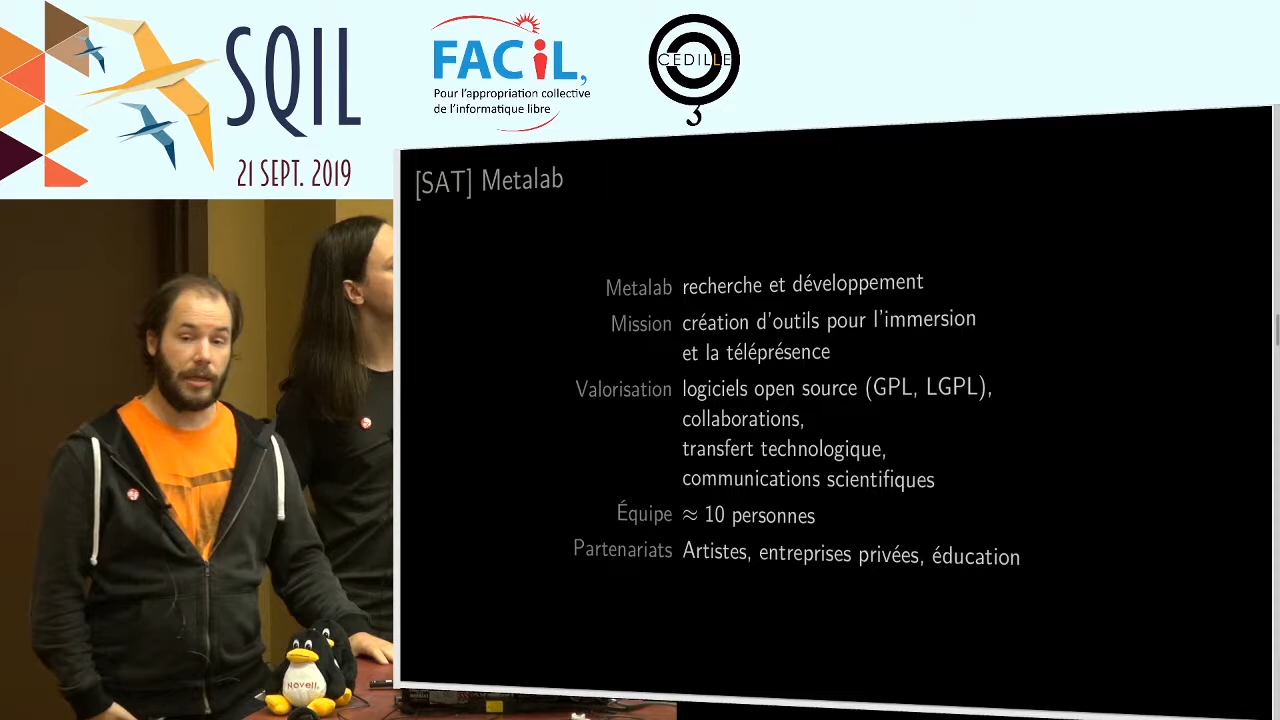 SQIL
21 SEPT. 2019
FACiL,
Pour l'appropriation collective
de l'informatique libre
CEDILLE
3
[SAT] Metalab
Metalab recherche et développement
Mission création d'outils pour l'immersion
et la téléprésence
Valorisation logiciels open source (GPL, LGPL),
collaborations,
transfert technologique,
communications scientifiques
Équipe ≈ 10 personnes
Partenariats Artistes, entreprises privées, éducation
Novell